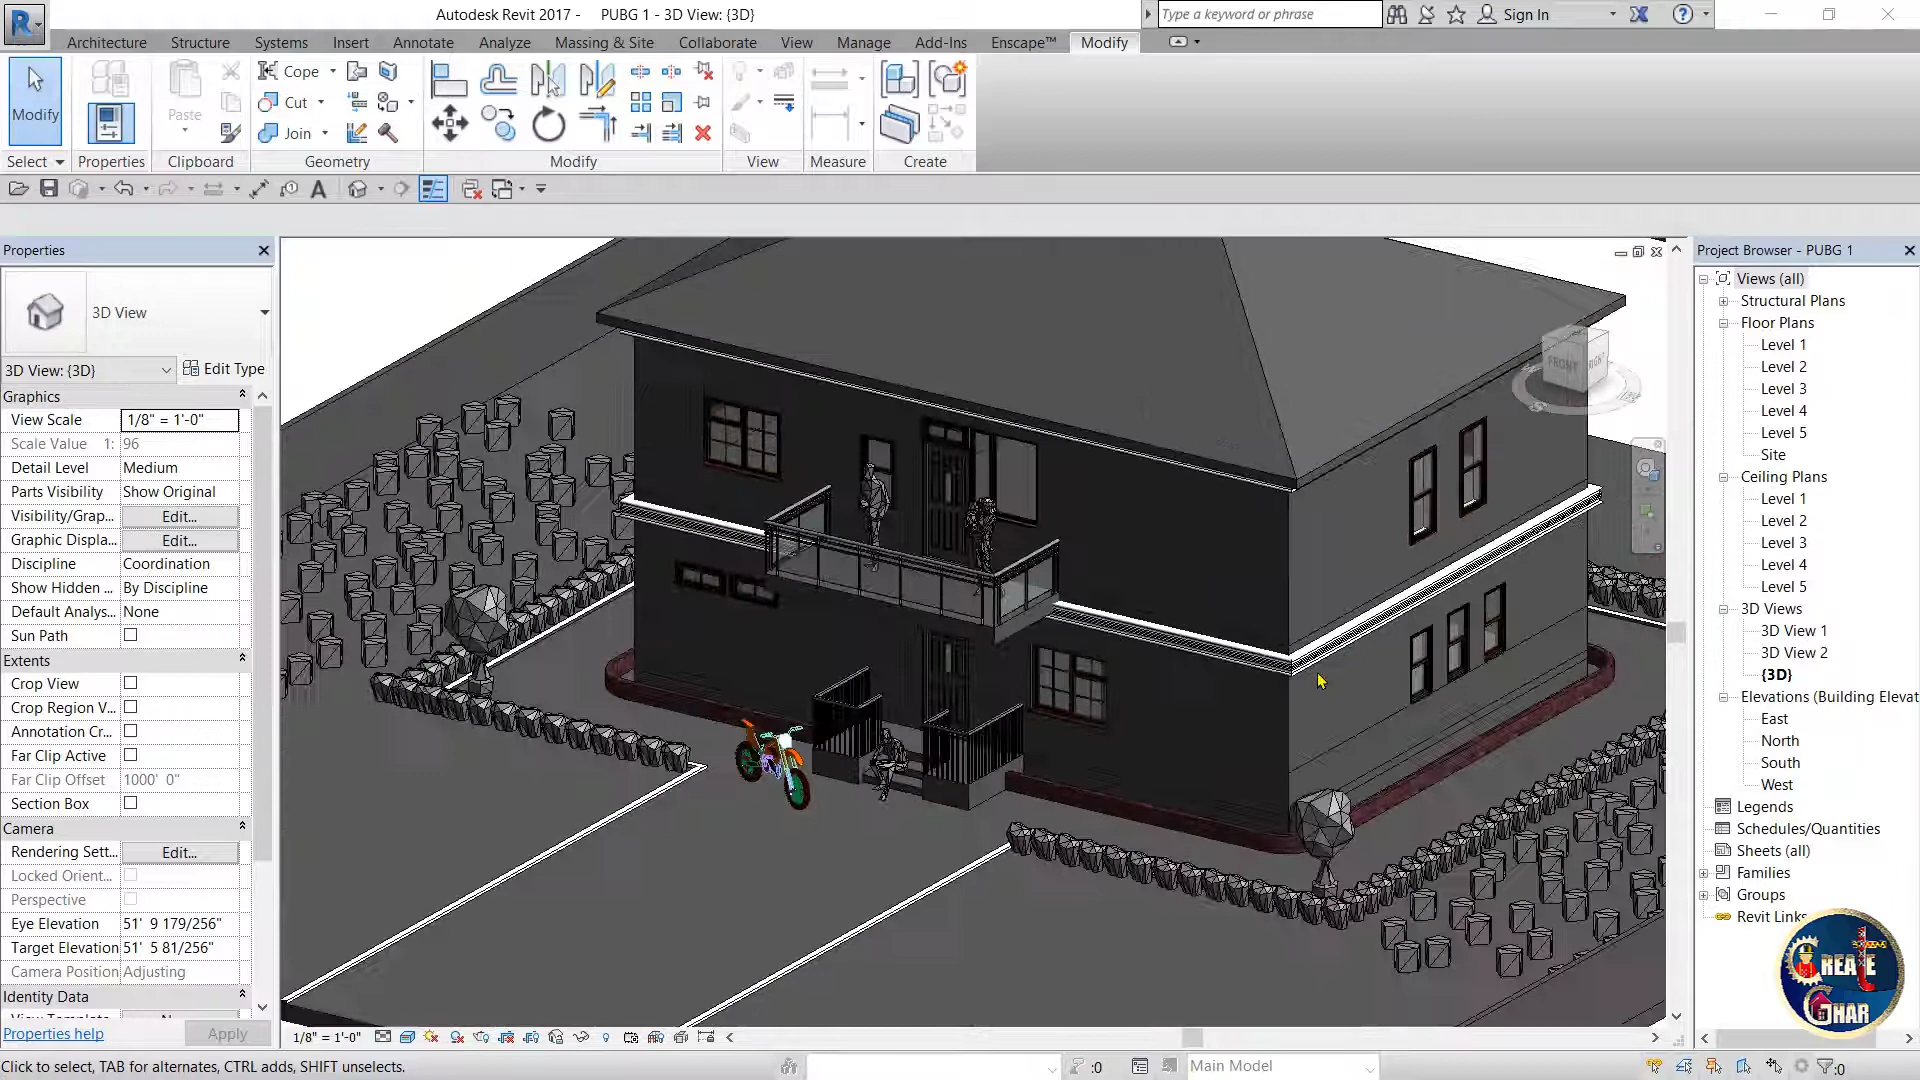 Autodesk Revit 2017 -    PUBG 1 - 3D View: {3D}
Type a keyword or phrase
Sign In
Architecture Structure Systems Insert Annotate Analyze Massing & Site Collaborate View Manage Add-Ins Enscape™ Modify
Modify
Paste
Cope
Cut
Join
Select Properties Clipboard Geometry Modify View Measure Create
Properties
3D View
3D View: {3D}
Edit Type
Graphics
View Scale 1/8" = 1'-0"
Scale Value 1: 96
Detail Level Medium
Parts Visibility Show Original
Visibility/Grap... Edit...
Graphic Displa... Edit...
Discipline Coordination
Show Hidden ... By Discipline
Default Analys... None
Sun Path
Extents
Crop View
Crop Region V...
Annotation Cr...
Far Clip Active
Far Clip Offset 1000' 0"
Section Box
Camera
Rendering Sett... Edit...
Locked Orient...
Perspective
Eye Elevation 51' 9 179/256"
Target Elevation 51' 5 81/256"
Camera Position Adjusting
Identity Data
Properties help
Apply
FRONT
RIGHT
Project Browser - PUBG 1
Views (all)
Structural Plans
Floor Plans
Level 1
Level 2
Level 3
Level 4
Level 5
Site
Ceiling Plans
Level 1
Level 2
Level 3
Level 4
Level 5
3D Views
3D View 1
3D View 2
{3D}
Elevations (Building Elevat
East
North
South
West
Legends
Schedules/Quantities
Sheets (all)
Families
Groups
Revit Links
CREATE
GHAR
1/8" = 1'-0"
Click to select, TAB for alternates, CTRL adds, SHIFT unselects.
:0
Main Model
:0